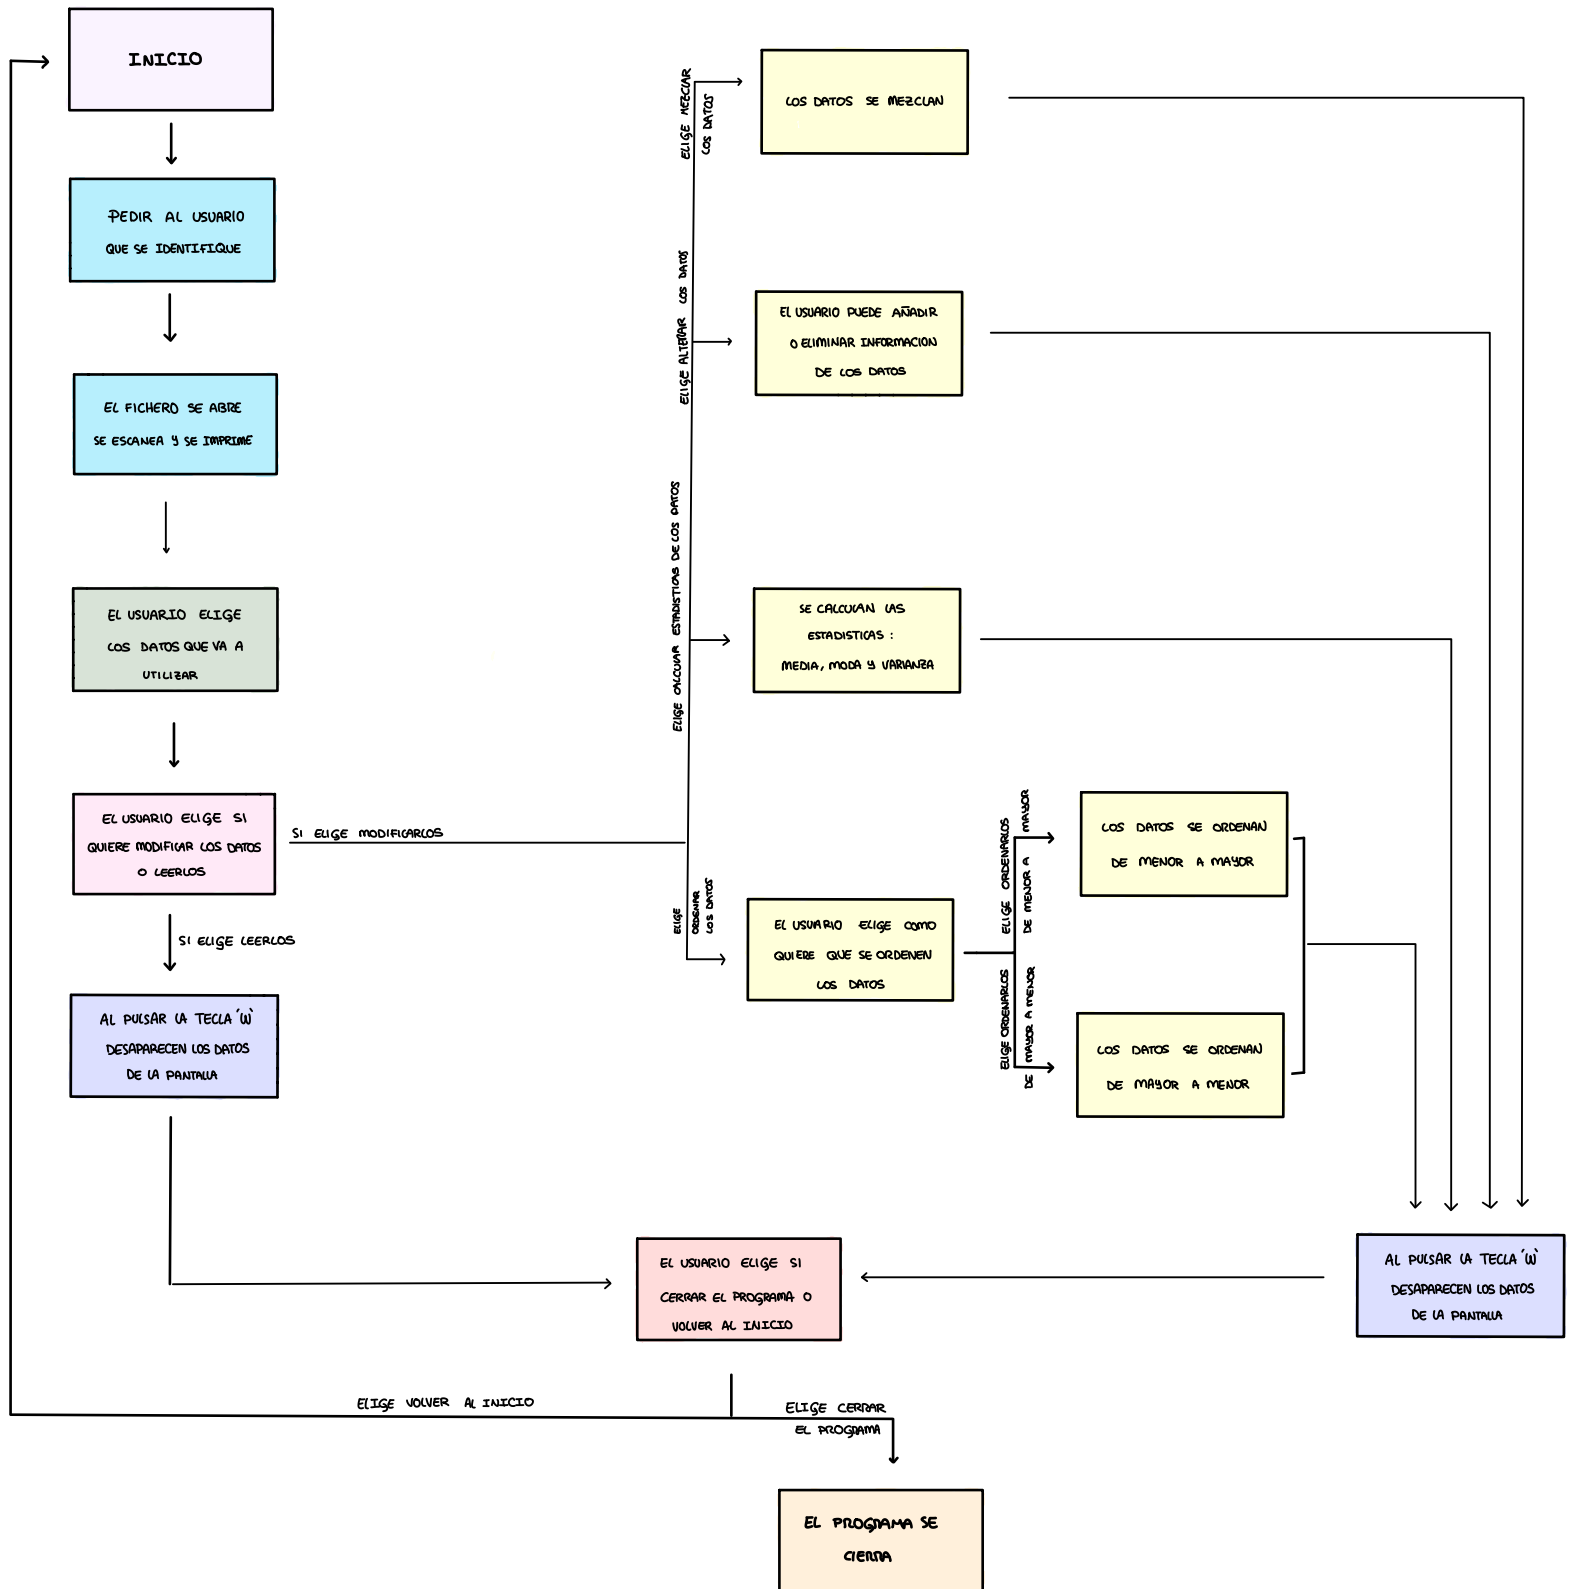 INICIO
PEDIR AL USUARIO
QUE SE IDENTIFIQUE
EL FICHERO SE ABRE
SE ESCANEA Y SE IMPRIME
EL USUARIO ELIGE
LOS DATOS QUE VA A
UTILIZAR
EL USUARIO ELIGE SI
QUIERE MODIFICAR LOS DATOS
O LEERLOS
SI ELIGE MODIFICARLOS
SI ELIGE LEERLOS
AL PULSAR LA TECLA ´W`
DESAPARECEN LOS DATOS
DE LA PANTALLA
ELIGE MEZCLAR
LOS DATOS
LOS DATOS SE MEZCLAN
ELIGE ALTERAR LOS DATOS
EL USUARIO PUEDE AÑADIR
O ELIMINAR INFORMACION
DE LOS DATOS
ELIGE CALCULAR ESTADISTICAS DE LOS DATOS
SE CALCULAN LAS
ESTADISTICAS :
MEDIA, MODA Y VARIANZA
ELIGE
ORDENAR
LOS DATOS
EL USUARIO ELIGE COMO
QUIERE QUE SE ORDENEN
LOS DATOS
ELIGE ORDENARLOS
DE MENOR A MAYOR
LOS DATOS SE ORDENAN
DE MENOR A MAYOR
ELIGE ORDENARLOS
DE MAYOR A MENOR
LOS DATOS SE ORDENAN
DE MAYOR A MENOR
AL PULSAR LA TECLA ´W`
DESAPARECEN LOS DATOS
DE LA PANTALLA
EL USUARIO ELIGE SI
CERRAR EL PROGRAMA O
VOLVER AL INICIO
ELIGE VOLVER AL INICIO
ELIGE CERRAR
EL PROGRAMA
EL PROGRAMA SE
CIERRA